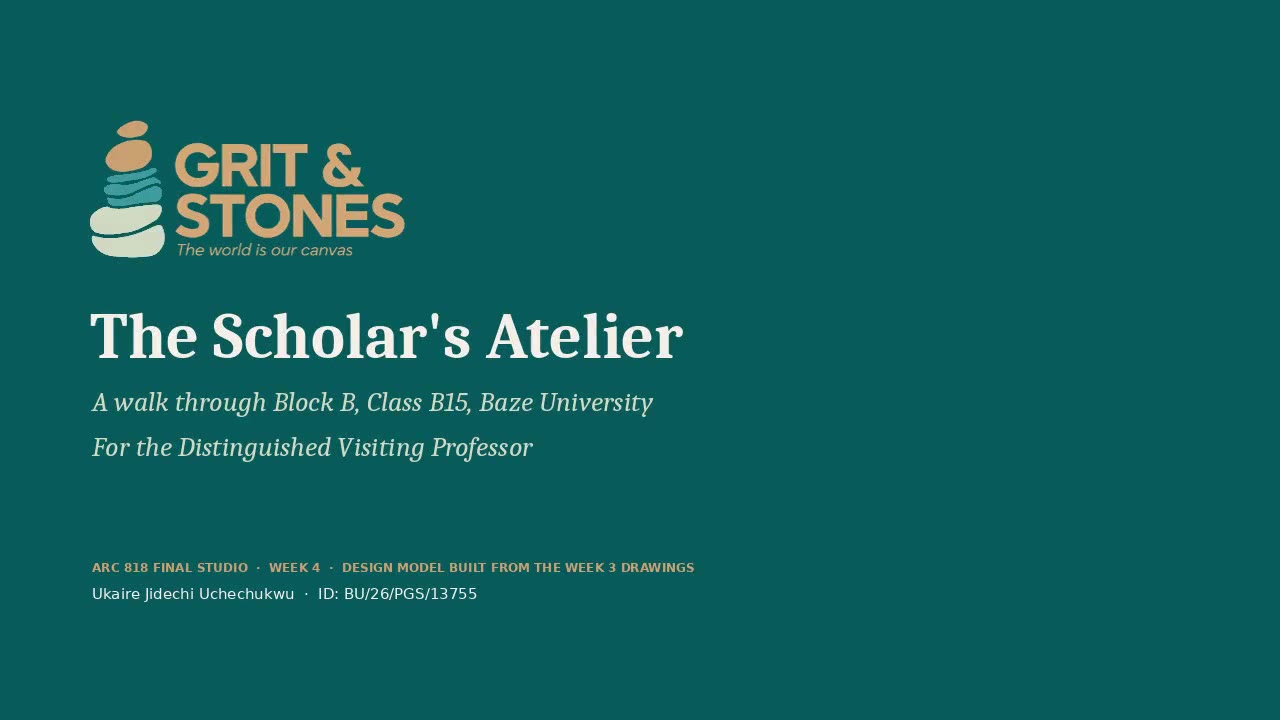 GRIT &
STONES
The world is our canvas
The Scholar's Atelier
A walk through Block B, Class B15, Baze University
For the Distinguished Visiting Professor
ARC 818 FINAL STUDIO · WEEK 4 · DESIGN MODEL BUILT FROM THE WEEK 3 DRAWINGS
Ukaire Jidechi Uchechukwu · ID: BU/26/PGS/13755